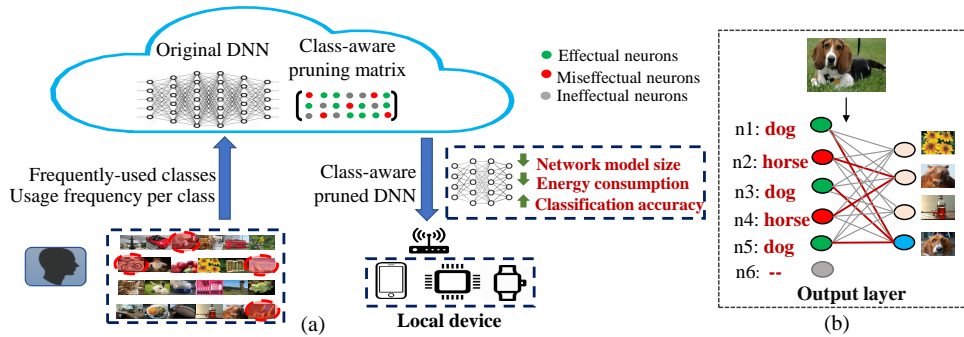 Original DNN
Class-aware
pruning matrix
Effectual neurons
Miseffectual neurons
Ineffectual neurons
Frequently-used classes
Usage frequency per class
Class-aware
pruned DNN
Network model size
Energy consumption
Classification accuracy
Local device
(a)
n1: dog
n2: horse
n3: dog
n4: horse
n5: dog
n6: --
Output layer
(b)